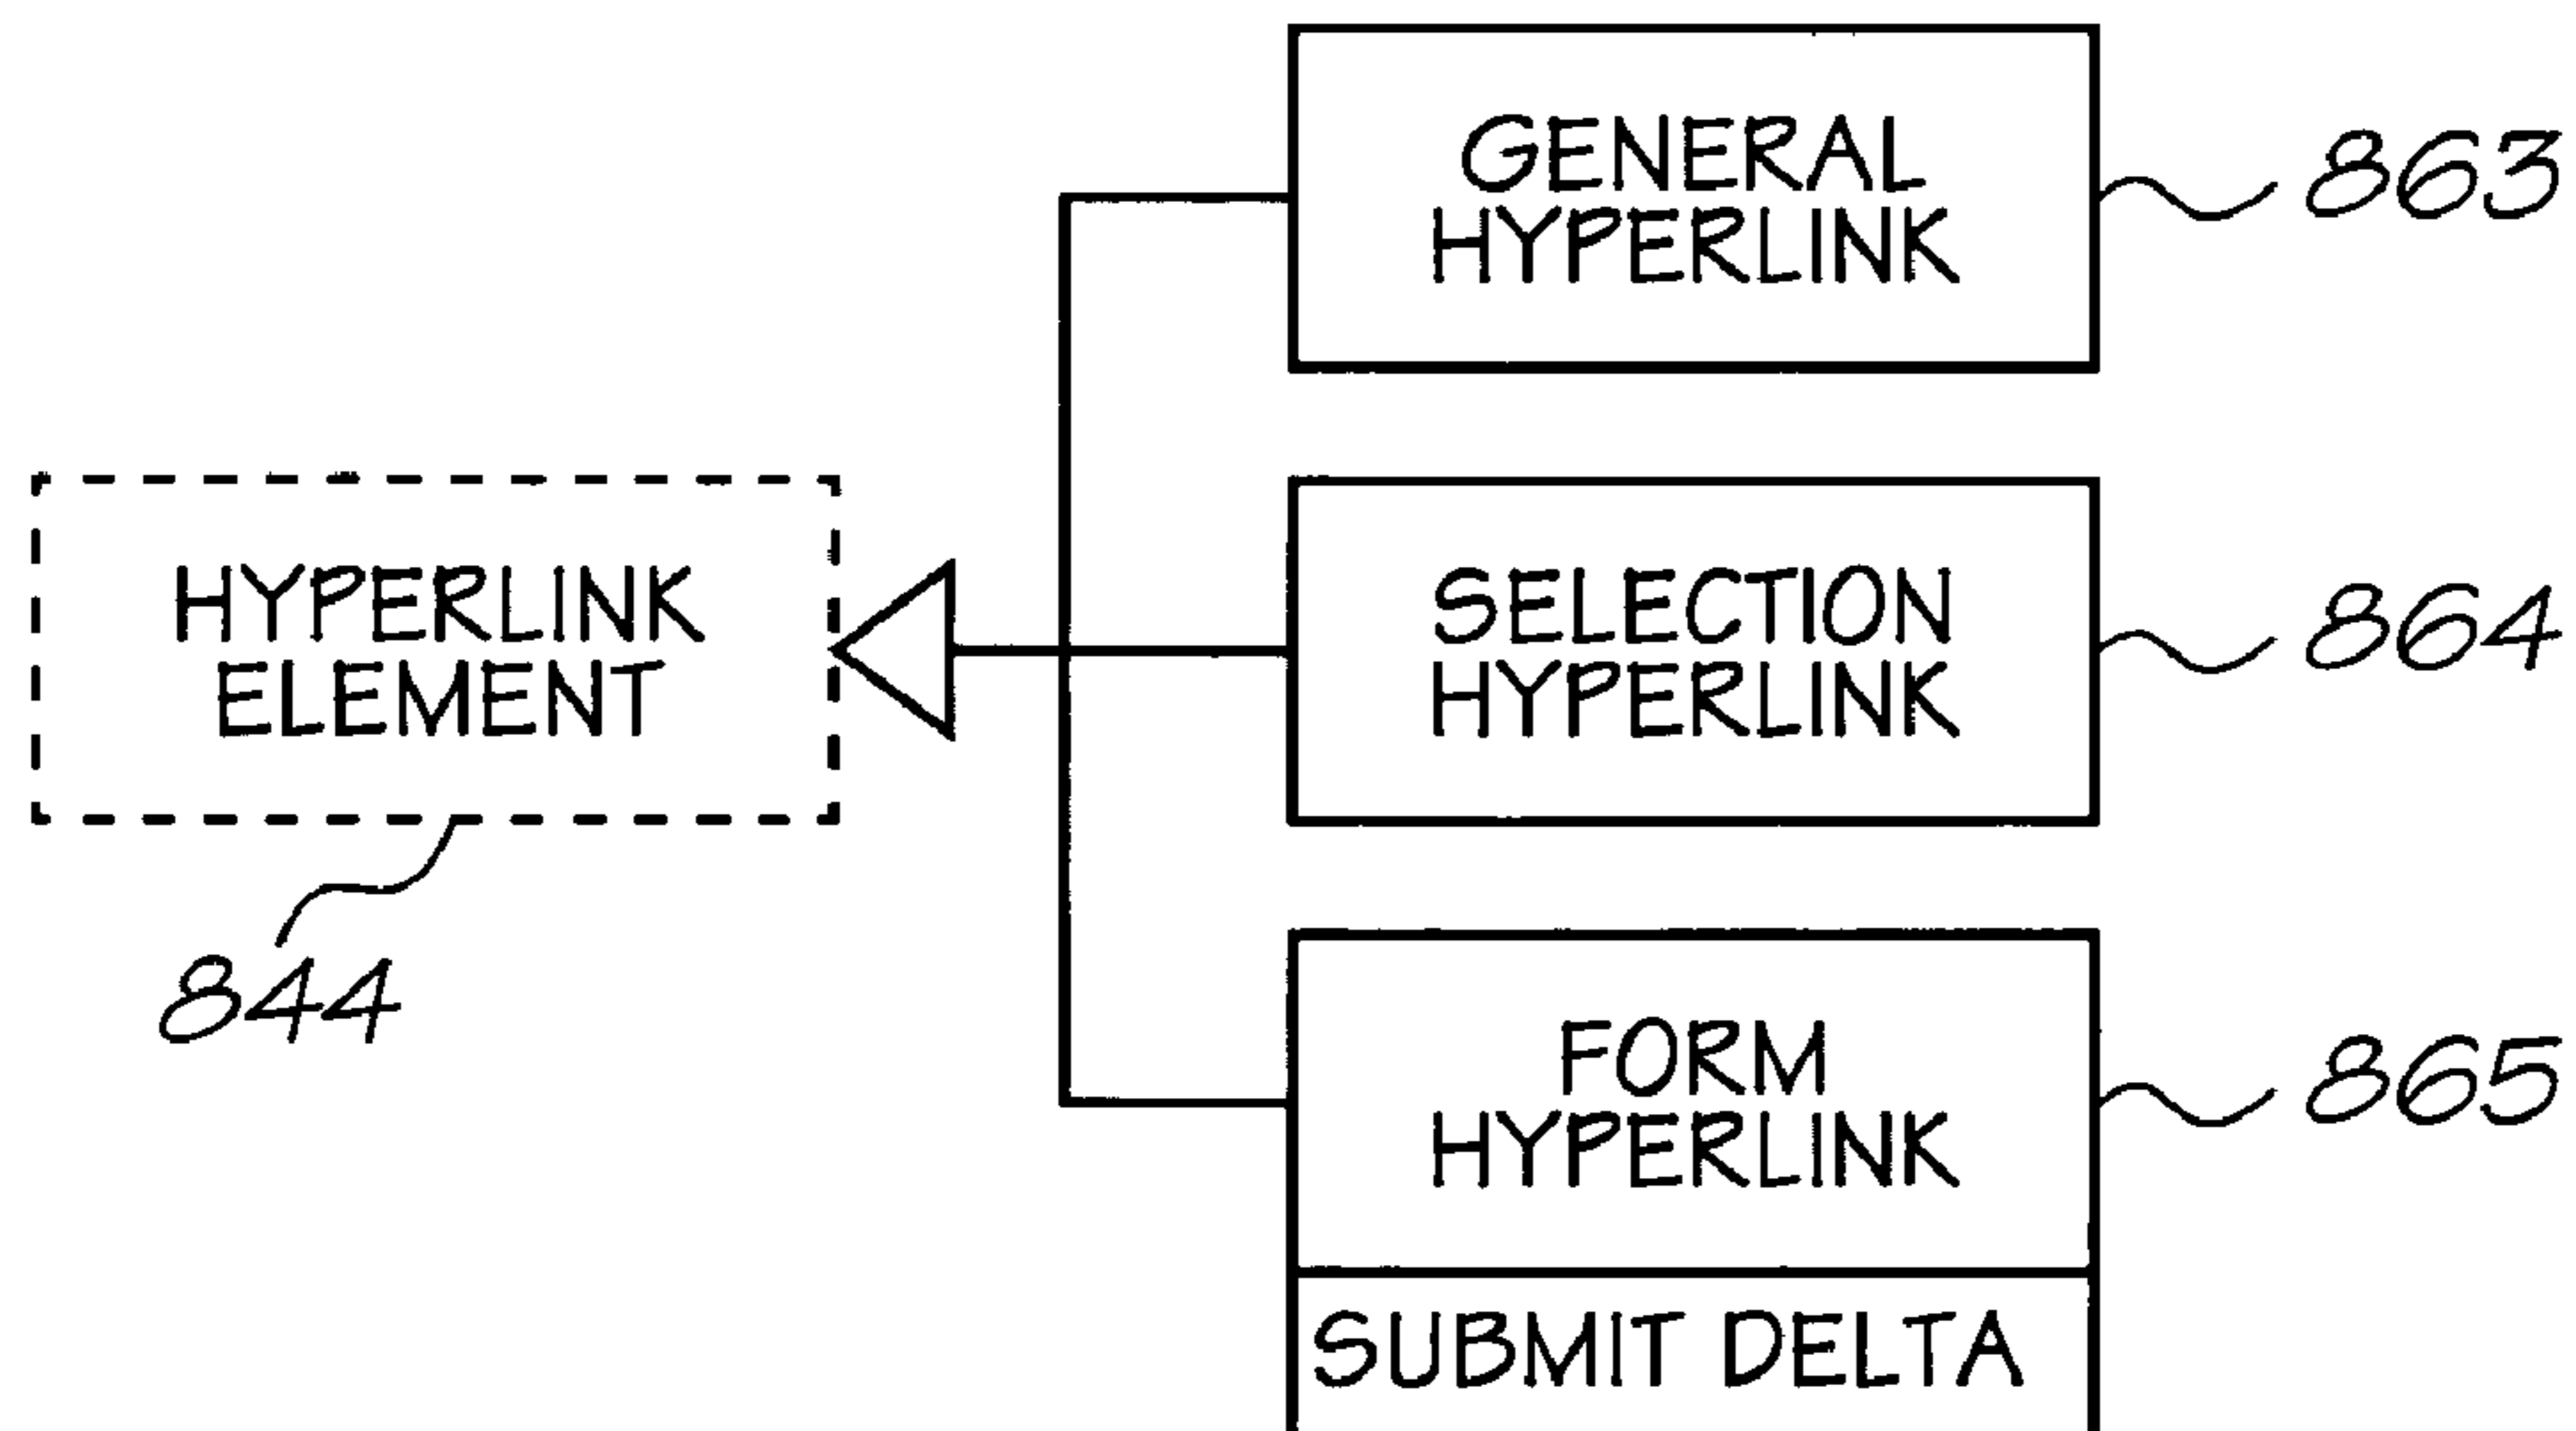 GENERAL
HYPERLINK
863
HYPERLINK
ELEMENT
844
SELECTION
HYPERLINK
864
FORM
HYPERLINK
865
SUBMIT DELTA